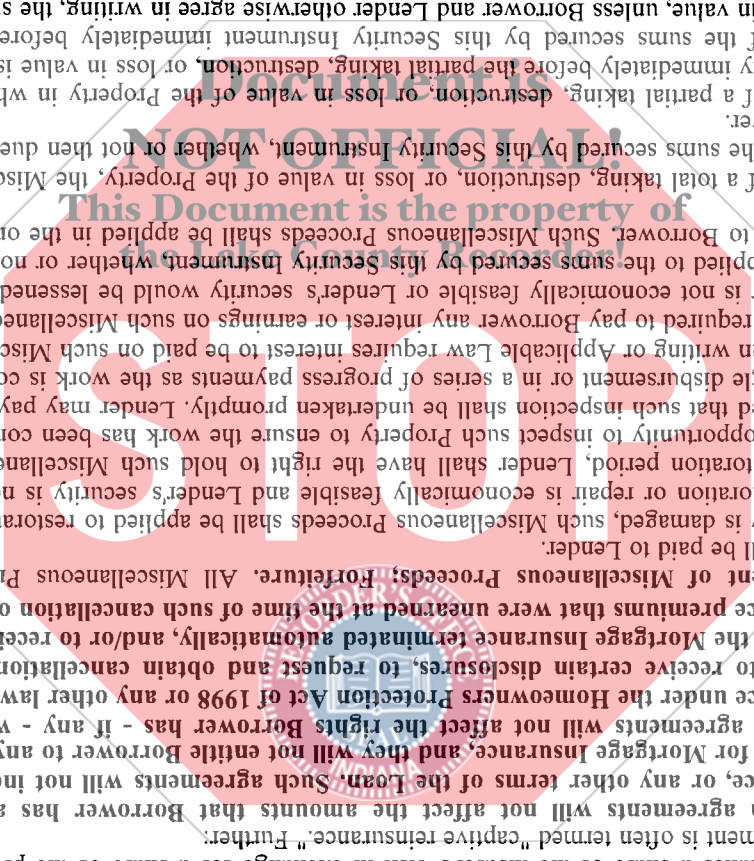 ment is often termed "captive reinsurance." Further:
agreements will not affect the amounts that Borrower has a
ce, or any other terms of the Loan. Such agreements will not inc
for Mortgage Insurance, and they will not entitle Borrower to any
agreements will not affect the rights Borrower has - if any - w
ce under the Homeowners Protection Act of 1998 or any other law
to receive certain disclosures, to request and obtain cancellation
the Mortgage Insurance terminated automatically, and/or to receiv
ce premiums that were unearned at the time of such cancellation o
nt of Miscellaneous Proceeds; Forfeiture. All Miscellaneous Pr
ll be paid to Lender.
y is damaged, such Miscellaneous Proceeds shall be applied to restorat
oration or repair is economically feasible and Lender's security is no
toration period, Lender shall have the right to hold such Miscellane
opportunity to inspect such Property to ensure the work has been con
ed that such inspection shall be undertaken promptly. Lender may pay
gle disbursement or in a series of progress payments as the work is co
n writing or Applicable Law requires interest to be paid on such Misc
required to pay Borrower any interest or earnings on such Miscellane
is not economically feasible or Lender's security would be lessened
plied to the sums secured by this Security Instrument, whether or no
to Borrower. Such Miscellaneous Proceeds shall be applied in the or
f a total taking, destruction, or loss in value of the Property, the Misc
he sums secured by this Security Instrument, whether or not then due
er.
f a partial taking, destruction, or loss in value of the Property in wh
y immediately before the partial taking, destruction, or loss in value is
f the sums secured by this Security Instrument immediately before
in value, unless Borrower and Lender otherwise agree in writing, the s
Document is
NOT OFFICIAL!
This Document is the property of
the Lake County Recorder!
STOP
RECORDER'S OFFICE
INDIANA